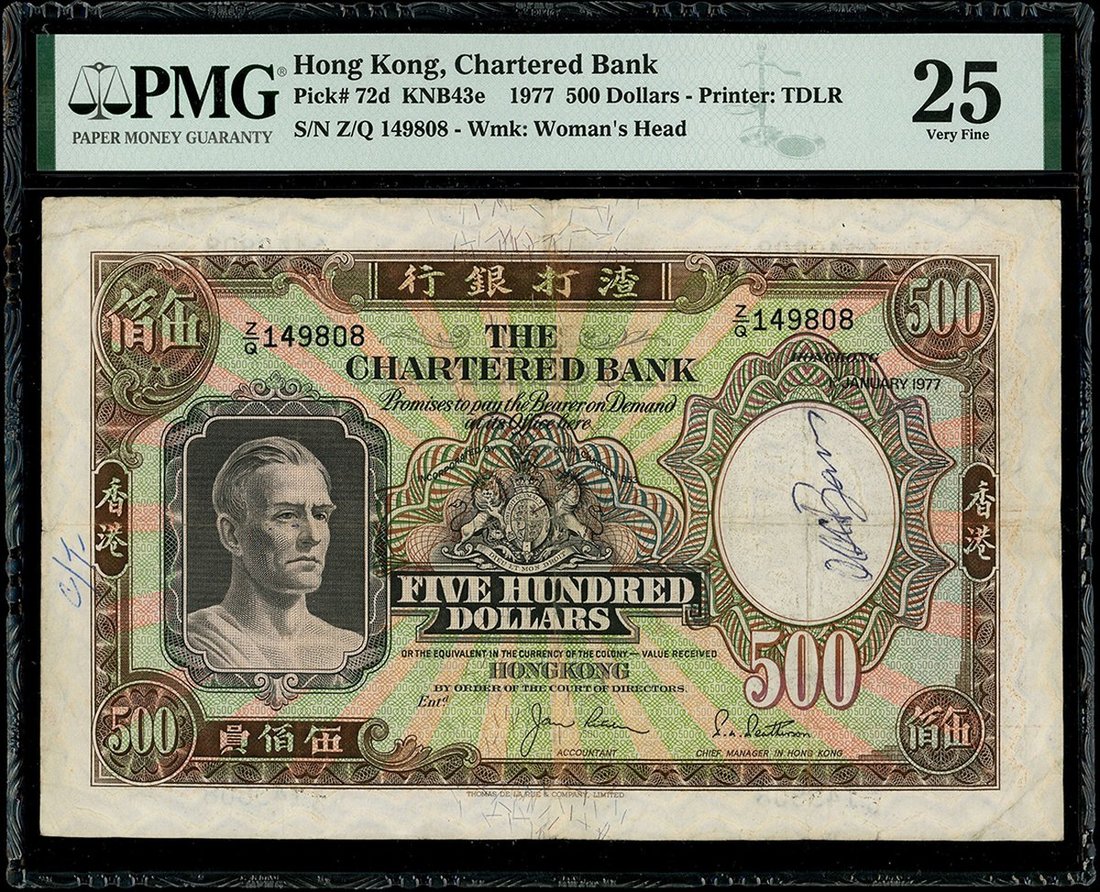 PMG®
PAPER MONEY GUARANTY
Hong Kong, Chartered Bank
Pick# 72d KNB43e 1977 500 Dollars - Printer: TDLR
S/N Z/Q 149808 - Wmk: Woman's Head
25
Very Fine
行銀打渣
佰伍
500
Z/Q 149808
Z/Q 149808
THE
CHARTERED BANK
HONGKONG
1st JANUARY 1977
Promises to pay the Bearer on Demand
at its Office here
香港
香港
FIVE HUNDRED
DOLLARS
OR THE EQUIVALENT IN THE CURRENCY OF THE COLONY.— VALUE RECEIVED
HONGKONG
BY ORDER OF THE COURT OF DIRECTORS.
500
Entd
500
員佰伍
佰伍
ACCOUNTANT
CHIEF MANAGER IN HONG KONG
THOMAS DE LA RUE & COMPANY, LIMITED